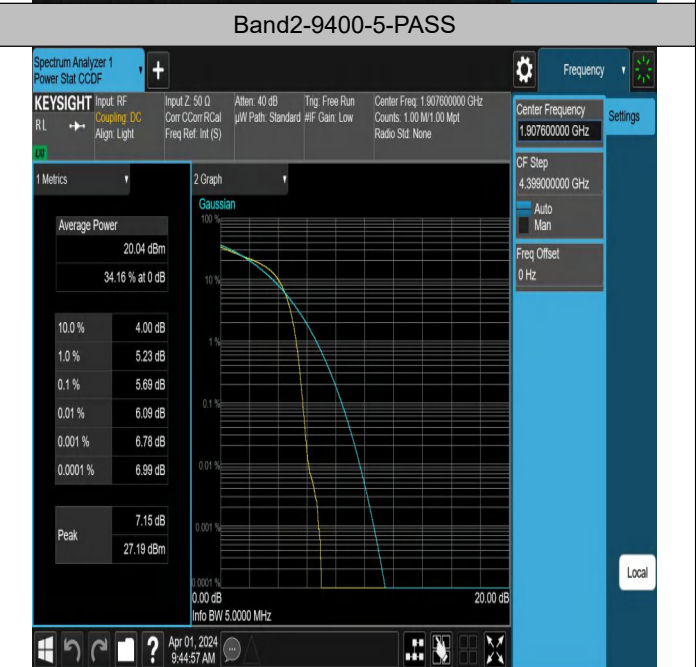 Band2-9400-5-PASS
Spectrum Analyzer 1
Power Stat CCDF
Frequency
KEYSIGHT
RL
Input: RF
Coupling: DC
Align: Light
Input Z: 50 Ω
Corr CCorr RCal
Freq Ref: Int (S)
Atten: 40 dB
µW Path: Standard
Trig: Free Run
#IF Gain: Low
Center Freq: 1.907600000 GHz
Counts: 1.00 M/1.00 Mpt
Radio Std: None
Center Frequency
1.907600000 GHz
Settings
CF Step
4.399000000 GHz
Auto
Man
Freq Offset
0 Hz
1 Metrics
Average Power
20.04 dBm
34.16 % at 0 dB
10.0 % 4.00 dB
1.0 % 5.23 dB
0.1 % 5.69 dB
0.01 % 6.09 dB
0.001 % 6.78 dB
0.0001 % 6.99 dB
Peak
7.15 dB
27.19 dBm
2 Graph
Gaussian
100 %
10 %
1 %
0.1 %
0.01 %
0.001 %
0.0001 %
0.00 dB 20.00 dB
Info BW 5.0000 MHz
Local
?
Apr 01, 2024
9:44:57 AM